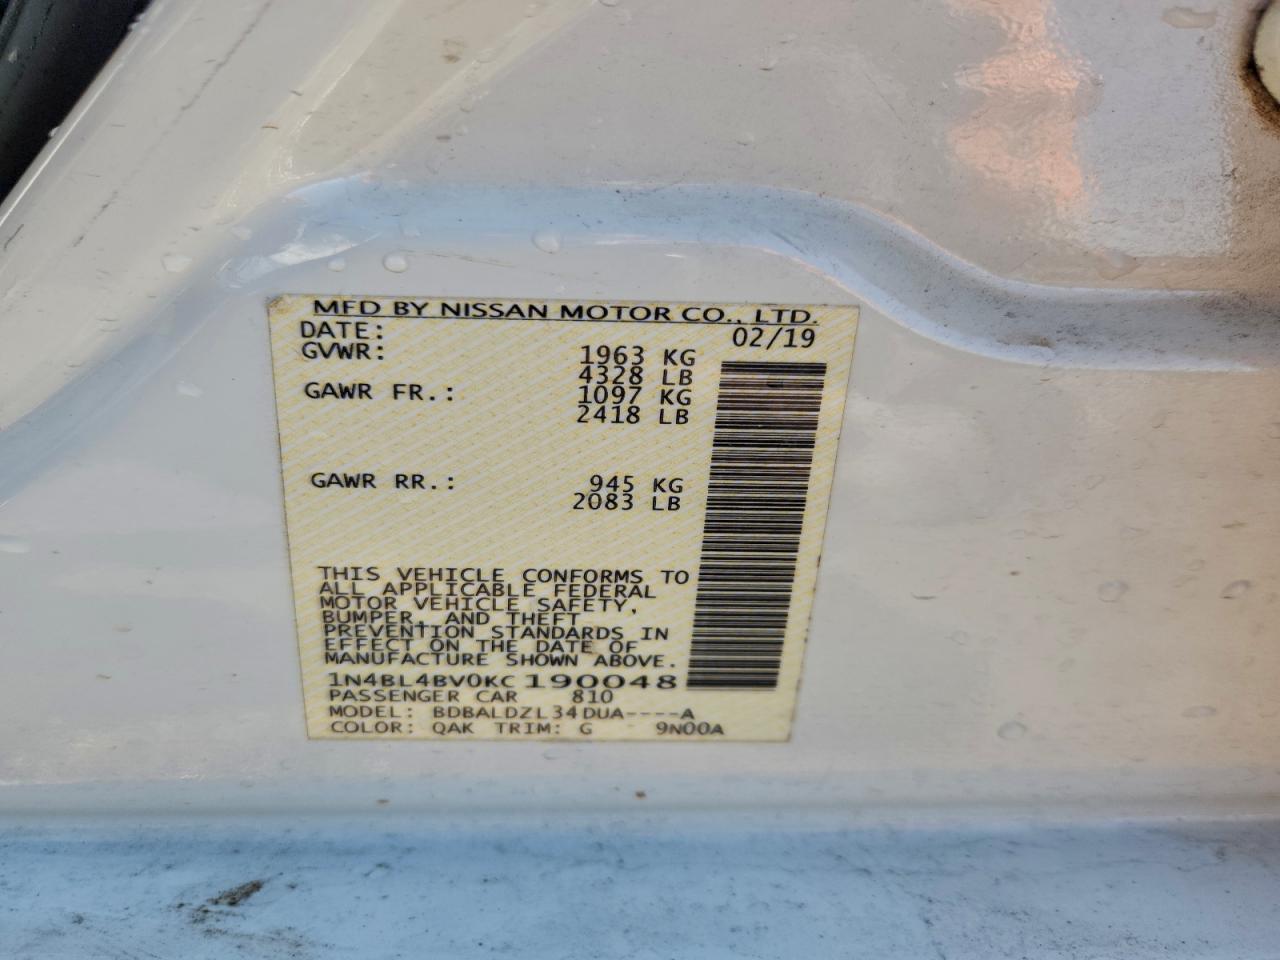 MFD BY NISSAN MOTOR CO., LTD.
DATE: 02/19
GVWR: 1963 KG
4328 LB
GAWR FR.: 1097 KG
2418 LB
GAWR RR.: 945 KG
2083 LB
THIS VEHICLE CONFORMS TO
ALL APPLICABLE FEDERAL
MOTOR VEHICLE SAFETY,
BUMPER, AND THEFT
PREVENTION STANDARDS IN
EFFECT ON THE DATE OF
MANUFACTURE SHOWN ABOVE.
1N4BL4BV0KC190048
PASSENGER CAR 810
MODEL: BDBALDZL34DUA----A
COLOR: QAK TRIM: G 9N00A